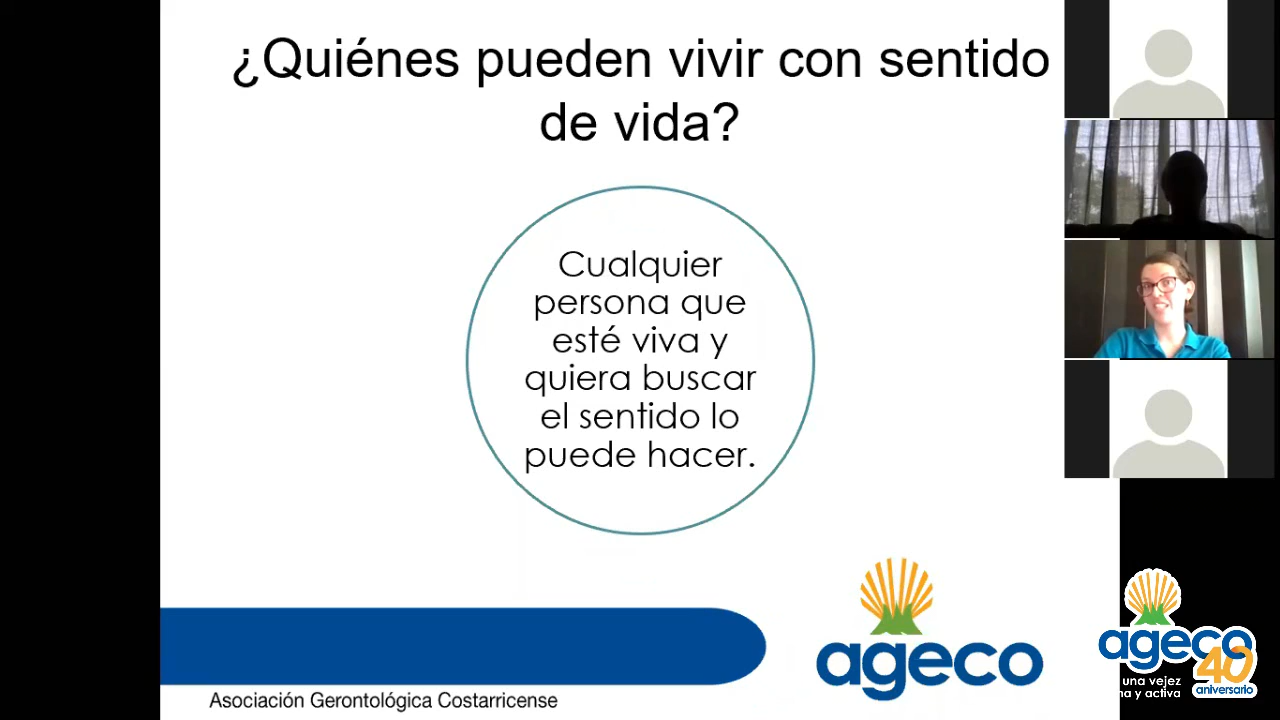 ¿Quiénes pueden vivir con sentido
de vida?
Cualquier
persona que
esté viva y
quiera buscar
el sentido lo
puede hacer.
ageco
Asociación Gerontológica Costarricense
ageco
40
aniversario
una vejez
y activa